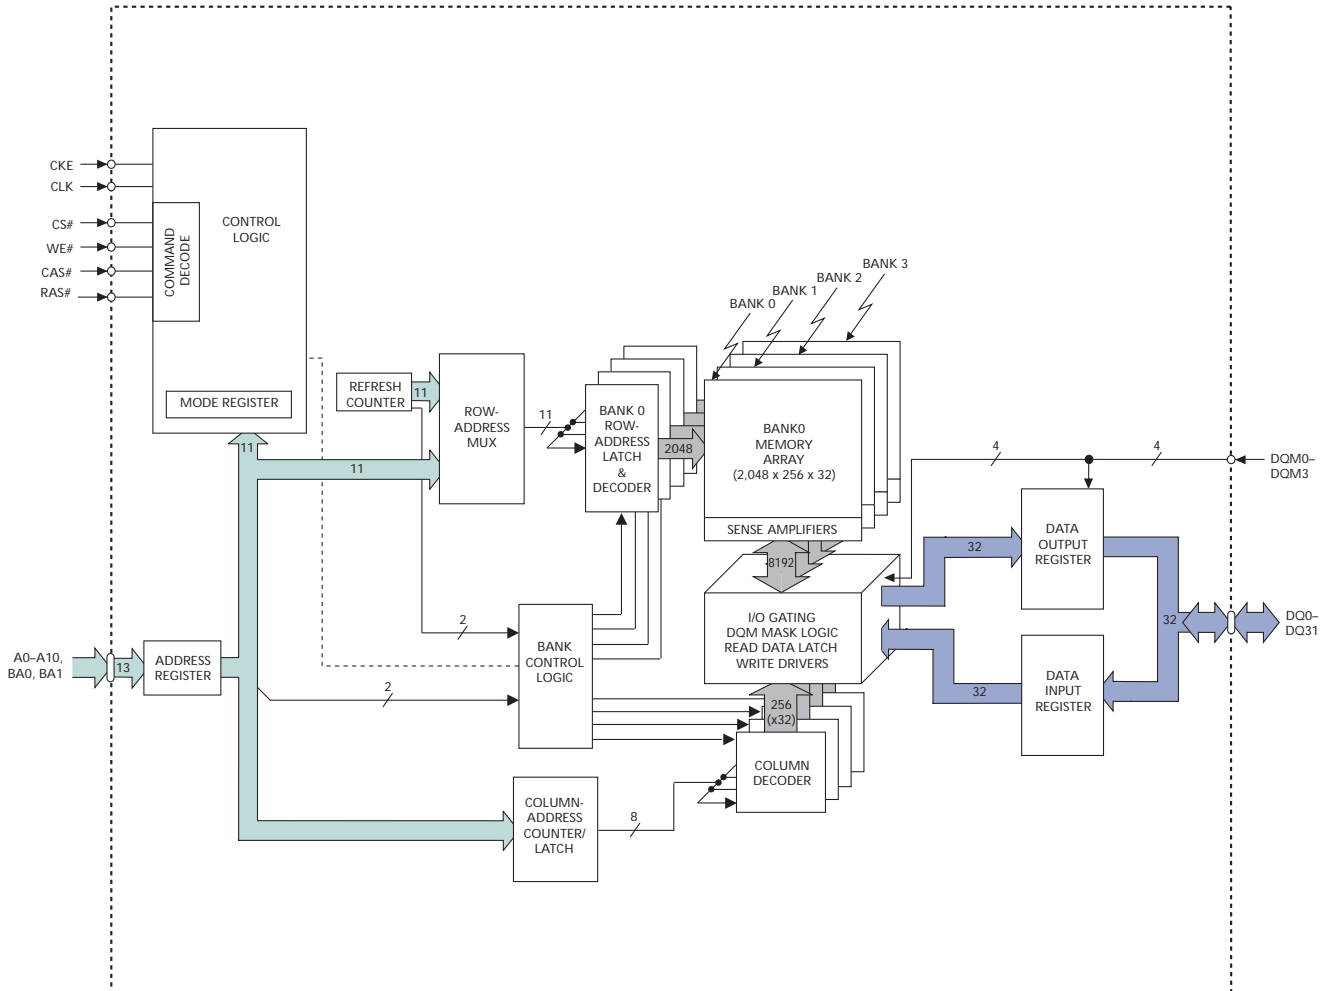 CKE
CLK
CS#
WE#
CAS#
RAS#
COMMAND
DECODE
CONTROL
LOGIC
MODE REGISTER
11
11
REFRESH
COUNTER
11
ROW-
ADDRESS
MUX
11
BANK 0
ROW-
ADDRESS
LATCH
&
DECODER
2048
BANK 0
BANK 1
BANK 2
BANK 3
BANK0
MEMORY
ARRAY
(2,048 x 256 x 32)
SENSE AMPLIFIERS
8192
I/O GATING
DQM MASK LOGIC
READ DATA LATCH
WRITE DRIVERS
256
(x32)
COLUMN
DECODER
4
4
DQM0–
DQM3
32
DATA
OUTPUT
REGISTER
32
DQ0–
DQ31
32
DATA
INPUT
REGISTER
A0–A10,
BA0, BA1
13
ADDRESS
REGISTER
2
2
BANK
CONTROL
LOGIC
COLUMN-
ADDRESS
COUNTER/
LATCH
8